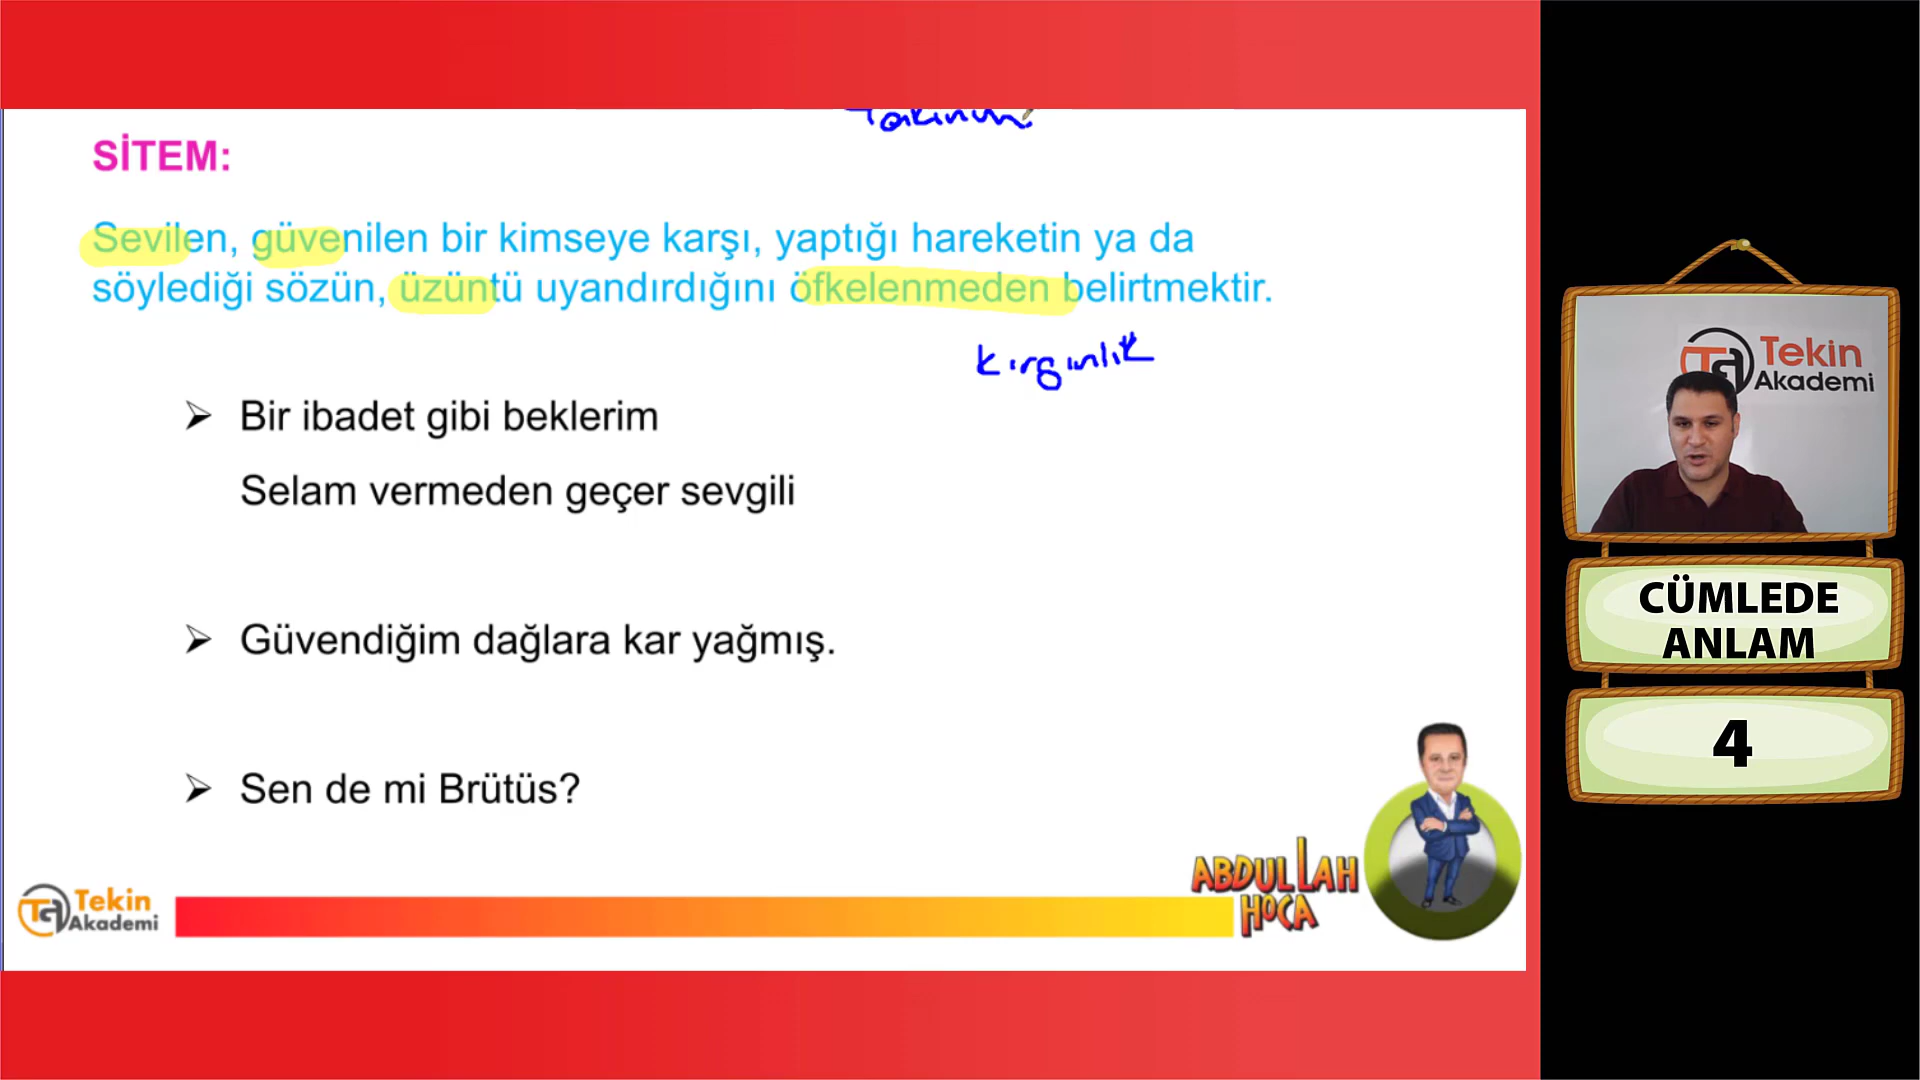 SİTEM:
Sevilen, güvenilen bir kimseye karşı, yaptığı hareketin ya da
söylediği sözün, üzüntü uyandırdığını öfkelenmeden belirtmektir.
kırgınlık
➢ Bir ibadet gibi beklerim
Selam vermeden geçer sevgili
➢ Güvendiğim dağlara kar yağmış.
➢ Sen de mi Brütüs?
ABDULLAH
HOCA
Tekin
Akademi
Tekin
Akademi
CÜMLEDE
ANLAM
4